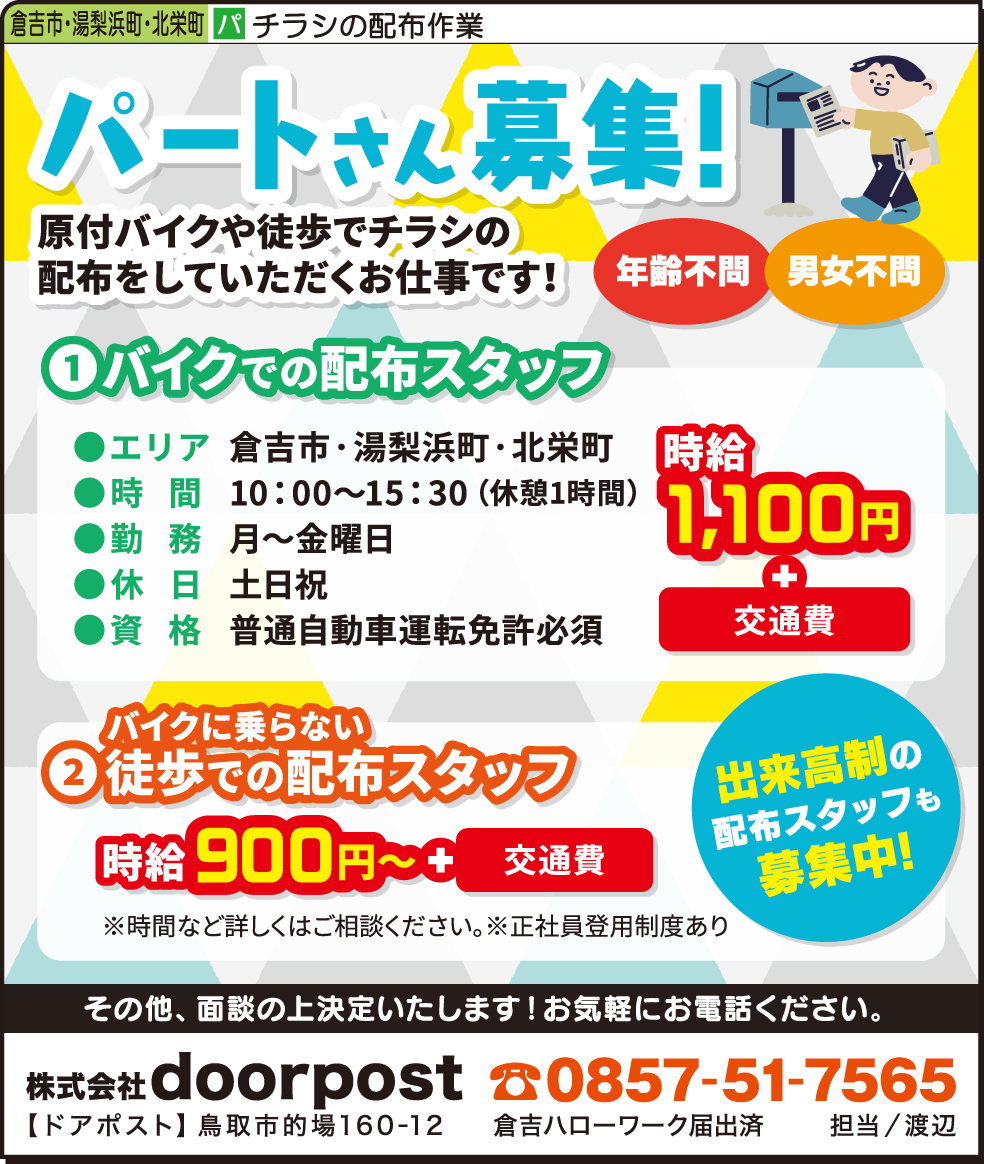 倉吉市・湯梨浜町・北栄町 パ チラシの配布作業
パートさん募集!
原付バイクや徒歩でチラシの
配布をしていただくお仕事です!
年齢不問 男女不問
❶バイクでの配布スタッフ
●エリア 倉吉市・湯梨浜町・北栄町
●時間 10:00〜15:30(休憩1時間)
●勤務 月〜金曜日
●休日 土日祝
●資格 普通自動車運転免許必須
時給
1,100円
+
交通費
バイクに乗らない
❷徒歩での配布スタッフ
時給900円〜+交通費
※時間など詳しくはご相談ください。※正社員登用制度あり
出来高制の
配布スタッフも
募集中!
その他、面談の上決定いたします!お気軽にお電話ください。
株式会社doorpost
【ドアポスト】鳥取市的場160-12
☎0857-51-7565
倉吉ハローワーク届出済 担当/渡辺